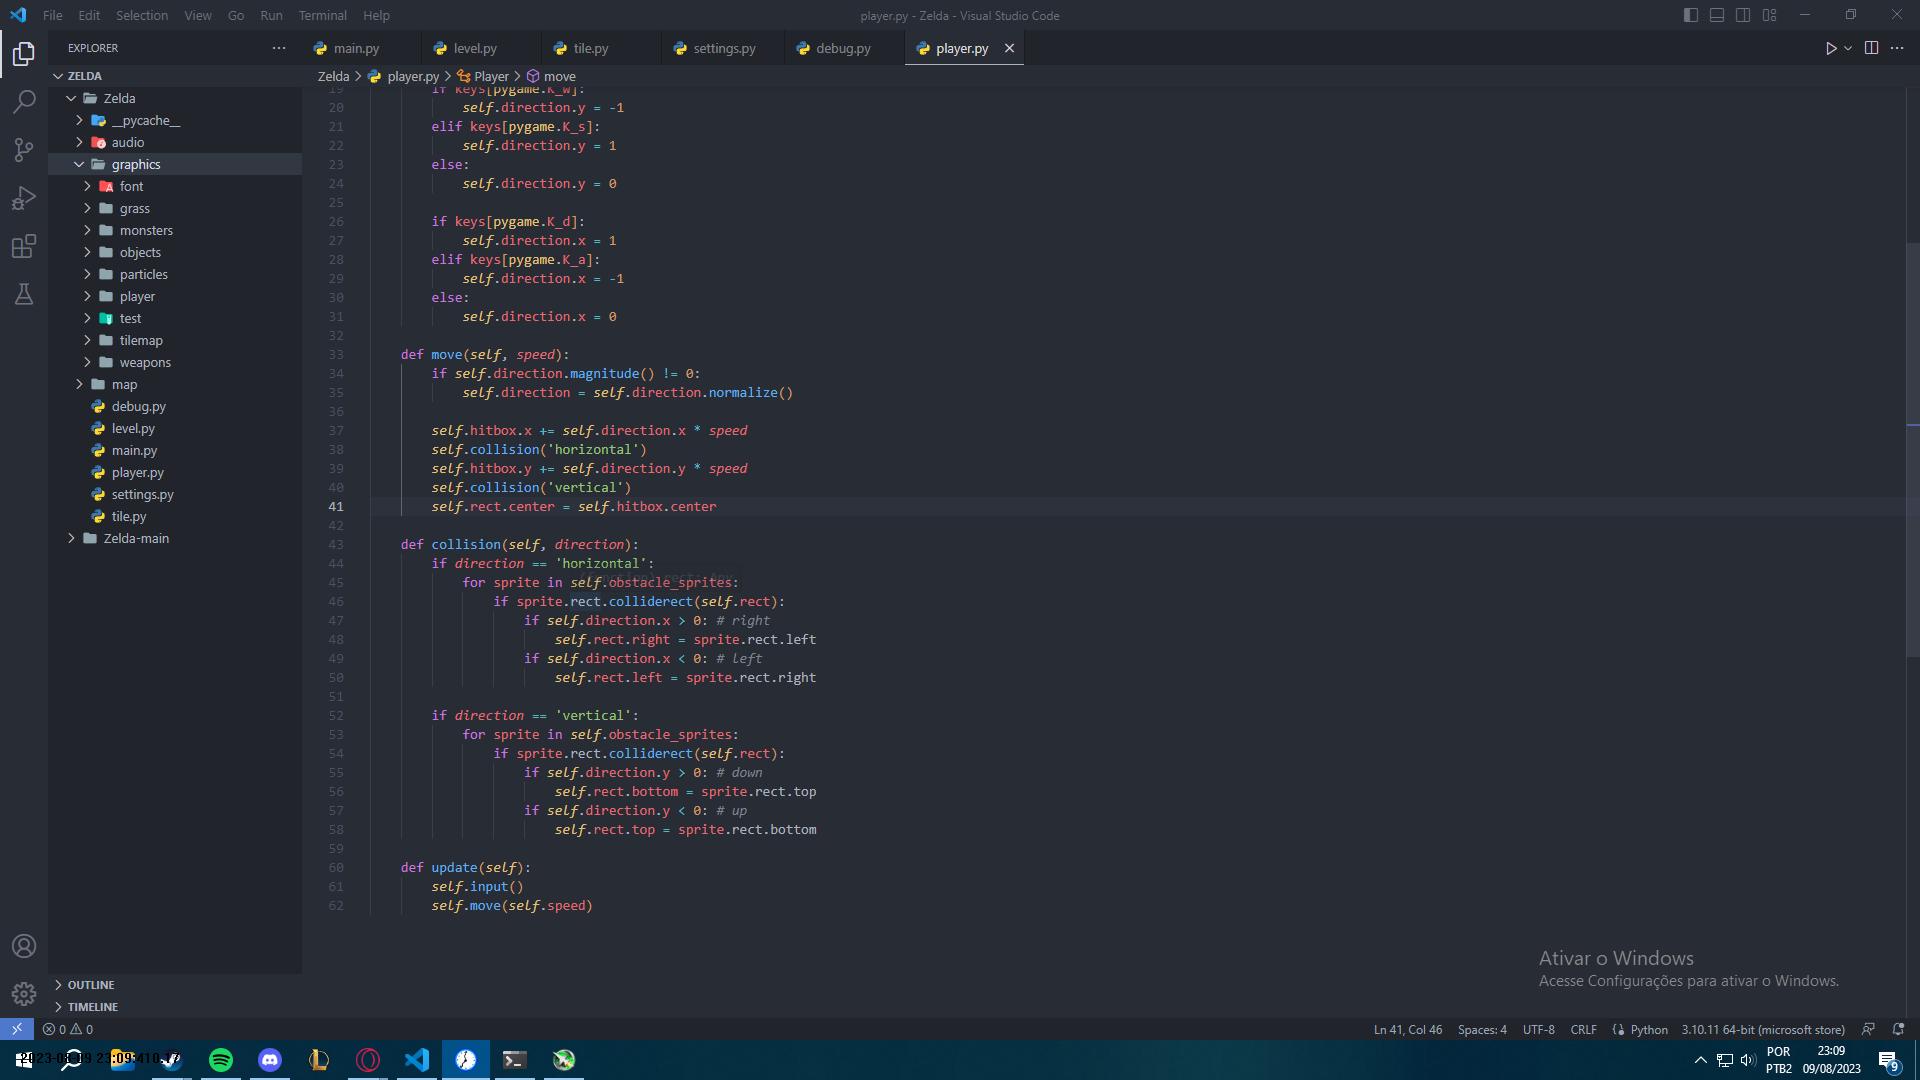 File Edit Selection View Go Run Terminal Help
player.py - Zelda - Visual Studio Code
EXPLORER
main.py level.py tile.py settings.py debug.py player.py
ZELDA
Zelda > player.py > Player > move
Zelda
__pycache__
audio
graphics
font
grass
monsters
objects
particles
player
test
tilemap
weapons
map
debug.py
level.py
main.py
player.py
settings.py
tile.py
Zelda-main
OUTLINE
TIMELINE
19 if keys[pygame.K_w]:
20 self.direction.y = -1
21 elif keys[pygame.K_s]:
22 self.direction.y = 1
23 else:
24 self.direction.y = 0
25
26 if keys[pygame.K_d]:
27 self.direction.x = 1
28 elif keys[pygame.K_a]:
29 self.direction.x = -1
30 else:
31 self.direction.x = 0
32
33 def move(self, speed):
34 if self.direction.magnitude() != 0:
35 self.direction = self.direction.normalize()
36
37 self.hitbox.x += self.direction.x * speed
38 self.collision('horizontal')
39 self.hitbox.y += self.direction.y * speed
40 self.collision('vertical')
41 self.rect.center = self.hitbox.center
42
43 def collision(self, direction):
44 if direction == 'horizontal':
45 for sprite in self.obstacle_sprites:
46 if sprite.rect.colliderect(self.rect):
47 if self.direction.x > 0: # right
48 self.rect.right = sprite.rect.left
49 if self.direction.x < 0: # left
50 self.rect.left = sprite.rect.right
51
52 if direction == 'vertical':
53 for sprite in self.obstacle_sprites:
54 if sprite.rect.colliderect(self.rect):
55 if self.direction.y > 0: # down
56 self.rect.bottom = sprite.rect.top
57 if self.direction.y < 0: # up
58 self.rect.top = sprite.rect.bottom
59
60 def update(self):
61 self.input()
62 self.move(self.speed)
Ativar o Windows
Acesse Configurações para ativar o Windows.
0 0
Ln 41, Col 46 Spaces: 4 UTF-8 CRLF Python 3.10.11 64-bit (microsoft store)
POR
PTB2
23:09
09/08/2023
9